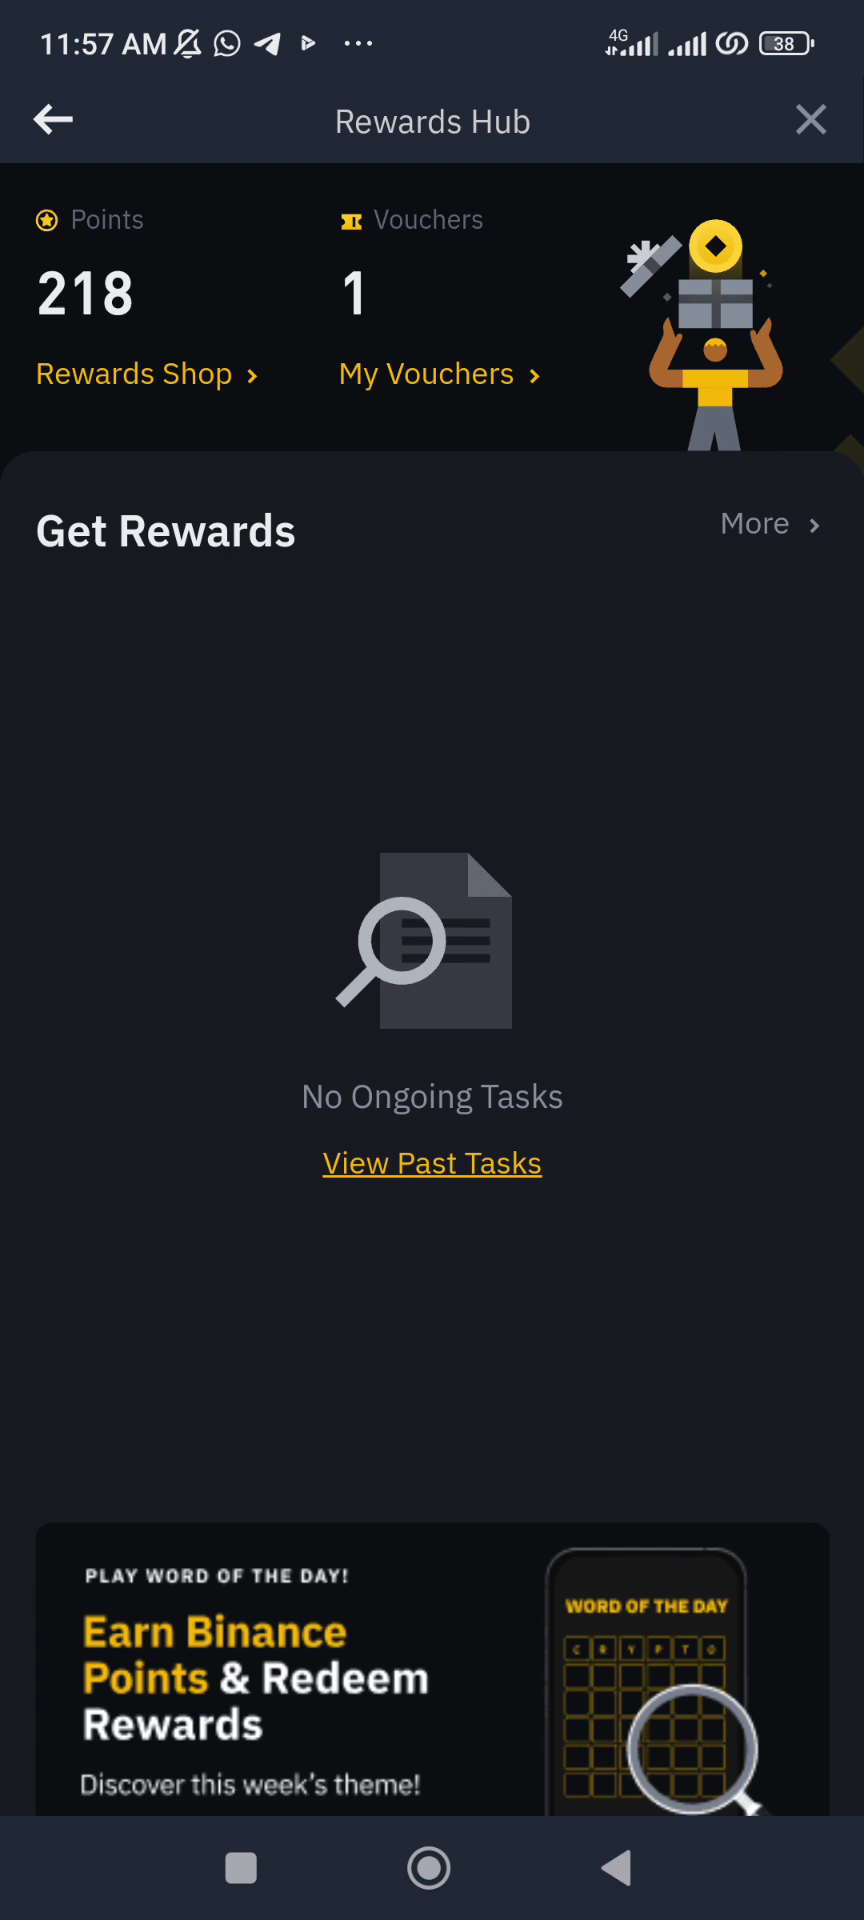 11:57 AM
4G
38
Rewards Hub
Points
Vouchers
218
1
Rewards Shop
My Vouchers
Get Rewards
More
No Ongoing Tasks
View Past Tasks
PLAY WORD OF THE DAY!
Earn Binance
Points & Redeem
Rewards
Discover this week's theme!
WORD OF THE DAY
C R Y P T O